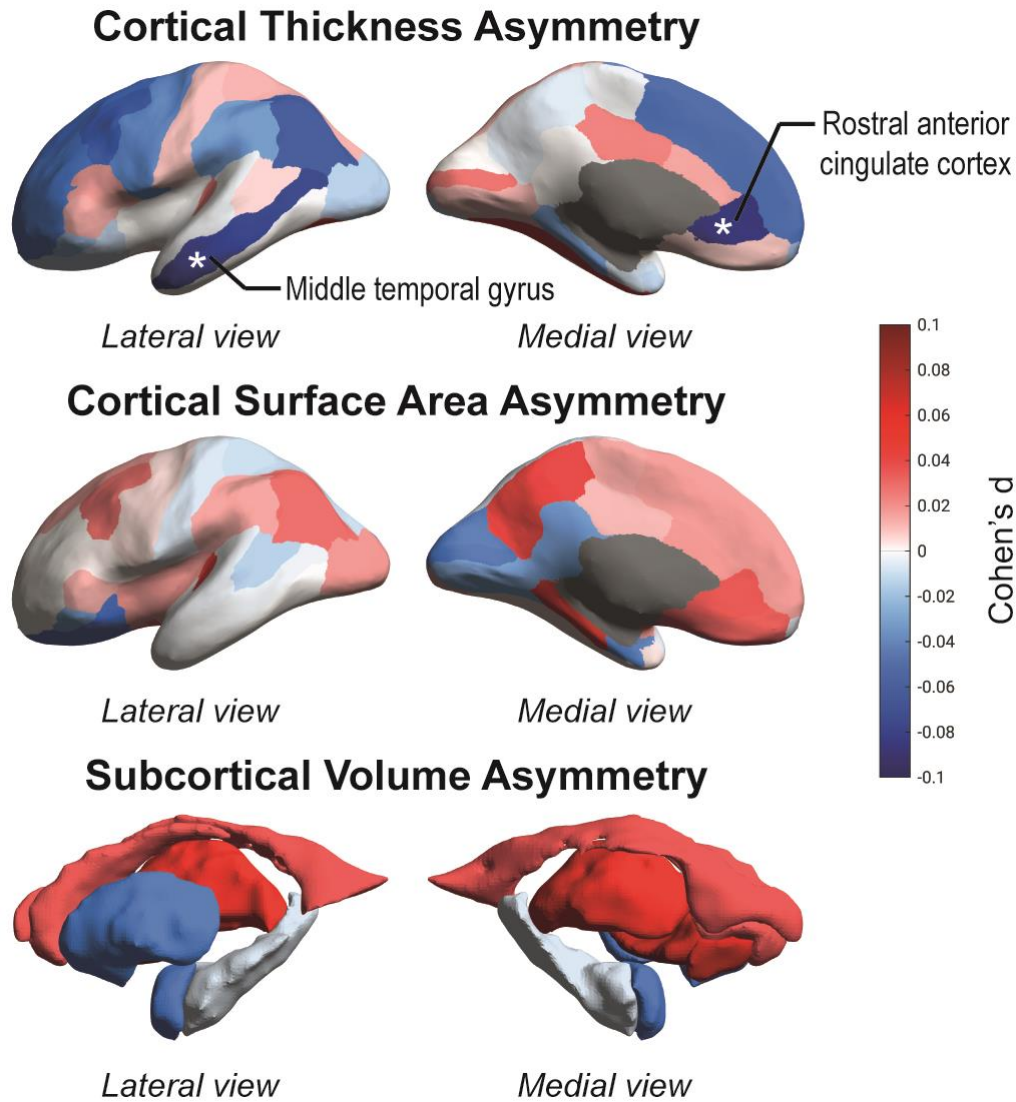 Cortical Thickness Asymmetry
Rostral anterior
cingulate cortex
*
*
Middle temporal gyrus
Lateral view
Medial view
Cortical Surface Area Asymmetry
Lateral view
Medial view
0.1
0.08
0.06
0.04
0.02
0
-0.02
-0.04
-0.06
-0.08
-0.1
Cohen's d
Subcortical Volume Asymmetry
Lateral view
Medial view